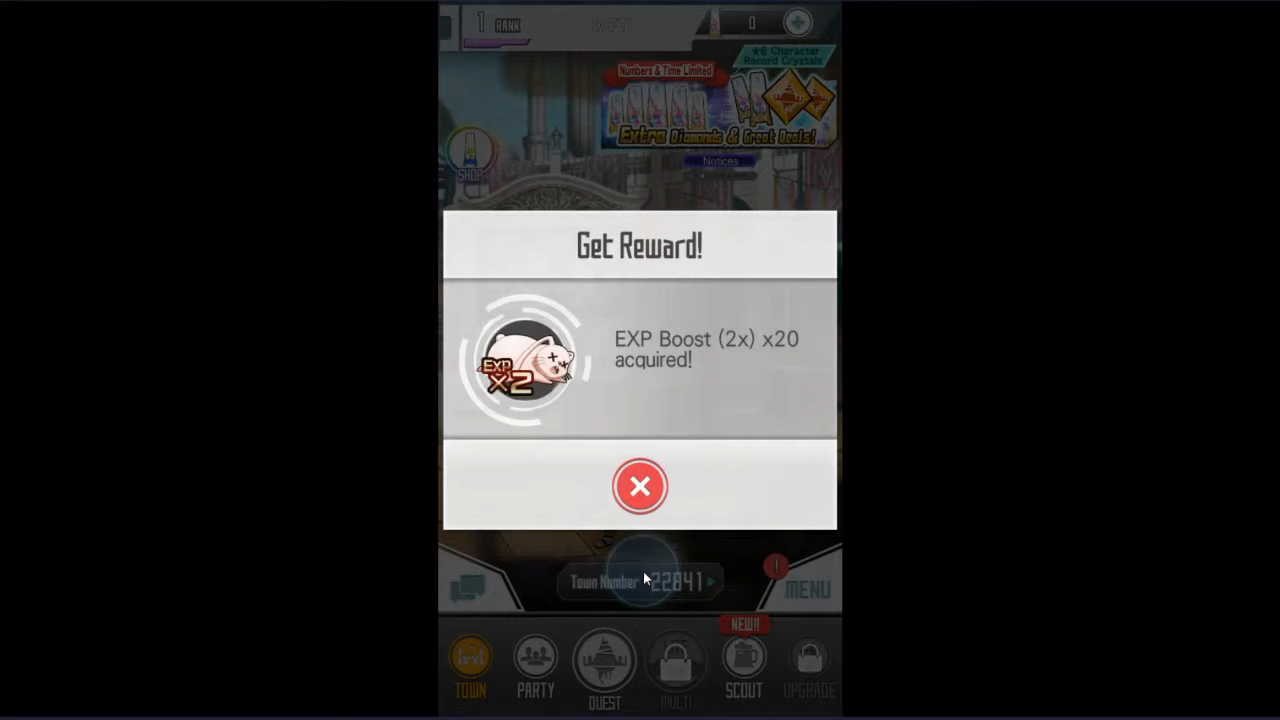 1 RANK
0
★6 Character
Record Crystals
Numbers & Time Limited
Extra Diamonds & Great Deals!
Notices
SHOP
Get Reward!
EXP
X2
EXP Boost (2x) x20
acquired!
Town Number 22841
!
MENU
NEW!!
TOWN
PARTY
QUEST
MULTI
SCOUT
UPGRADE